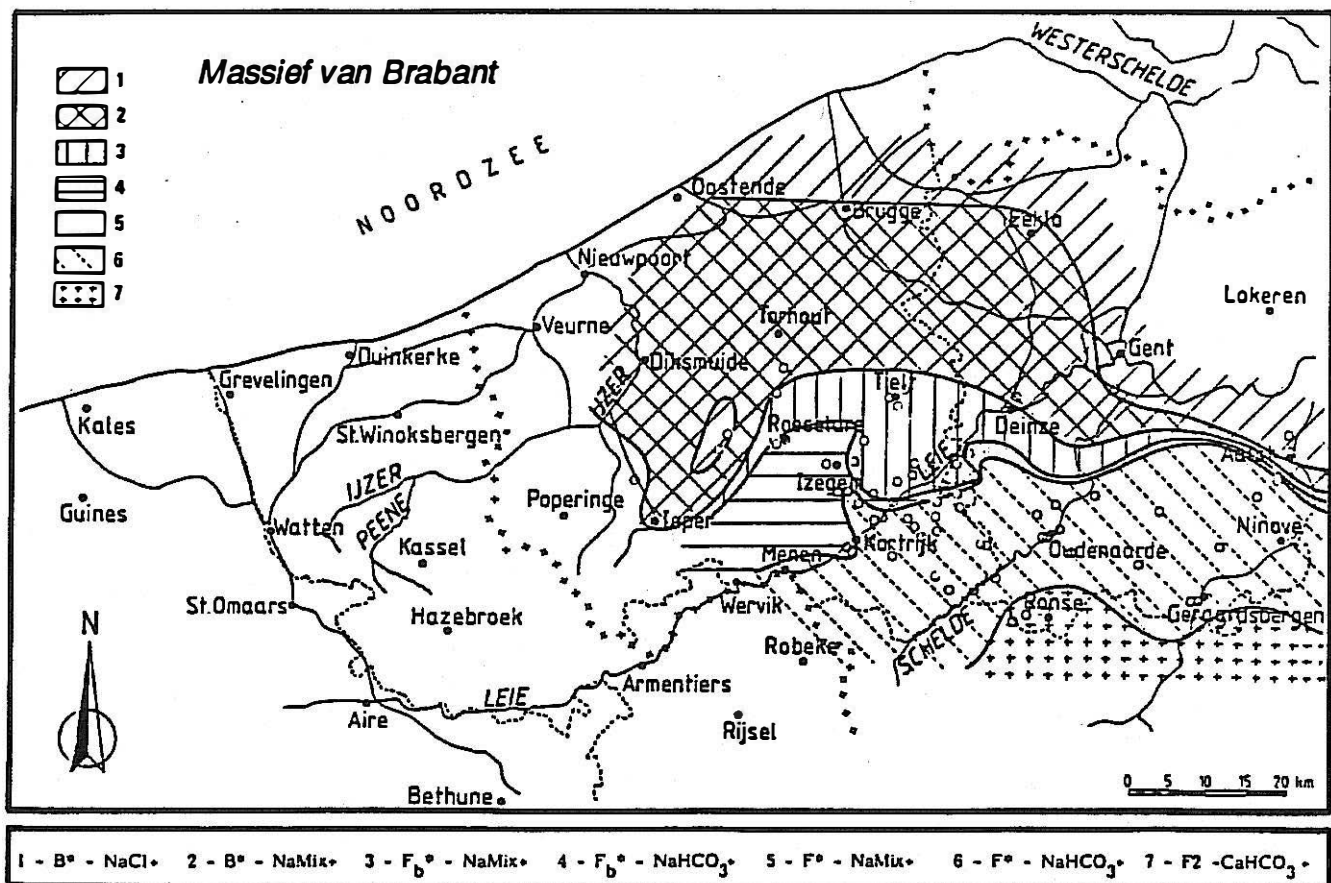 Massief van Brabant
1
2
3
4
5
6
7
NOORDZEE
WESTERSCHELDE
Oostende
Brugge
Eeklo
Nieuwpoort
Lokeren
Veurne
Torhout
Duinkerke
Diksmuide
Gent
Grevelingen
IJZER
Tielt
Kales
St.Winoksbergen
Roeselare
Deinze
Aalst
LEIE
IJZER
Izegem
Guines
Poperinge
Ieper
Ninove
Watten
PEENE
Kassel
Menen
Kortrijk
Oudenaarde
St.Omaars
Wervik
Ronse
Geraardsbergen
N
Hazebroek
Robeke
SCHELDE
LEIE
Armentiers
Aire
Rijsel
Bethune
0 5 10 15 20 km
1 - B* - NaCl+ 2 - B* - NaMix+ 3 - Fb* - NaMix+ 4 - Fb* - NaHCO3+ 5 - F* - NaMix+ 6 - F* - NaHCO3+ 7 - F2 -CaHCO3 +